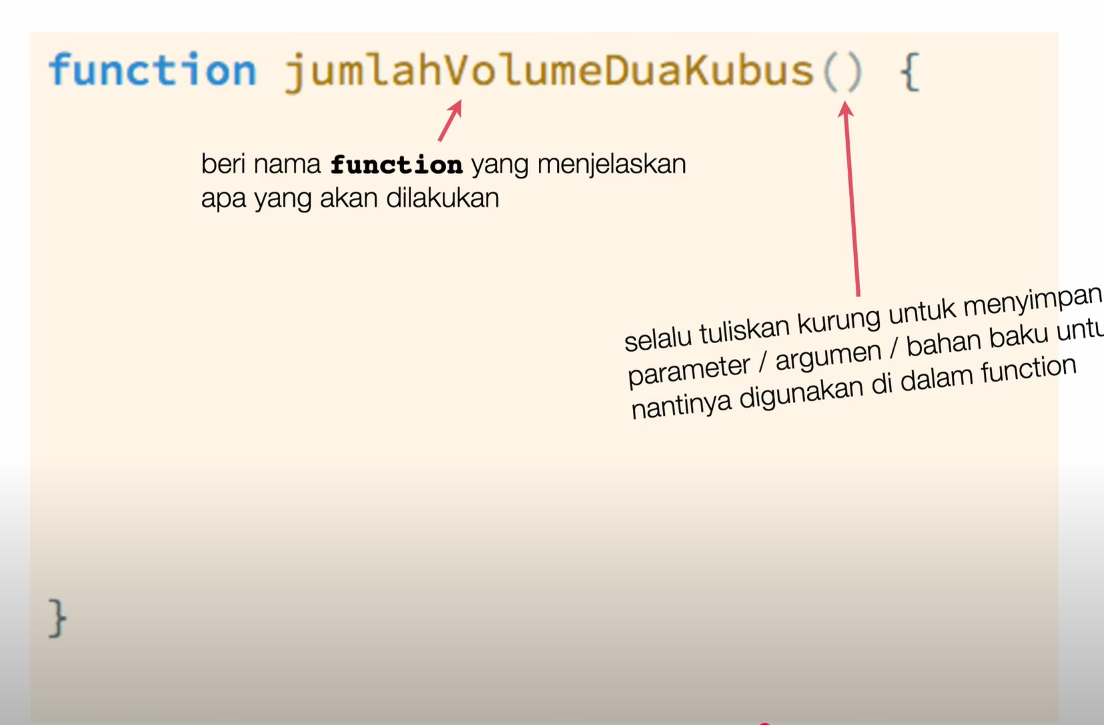 function jumlahVolumeDuaKubus() {
beri nama function yang menjelaskan
apa yang akan dilakukan
selalu tuliskan kurung untuk menyimpan
parameter / argumen / bahan baku untu
nantinya digunakan di dalam function
}